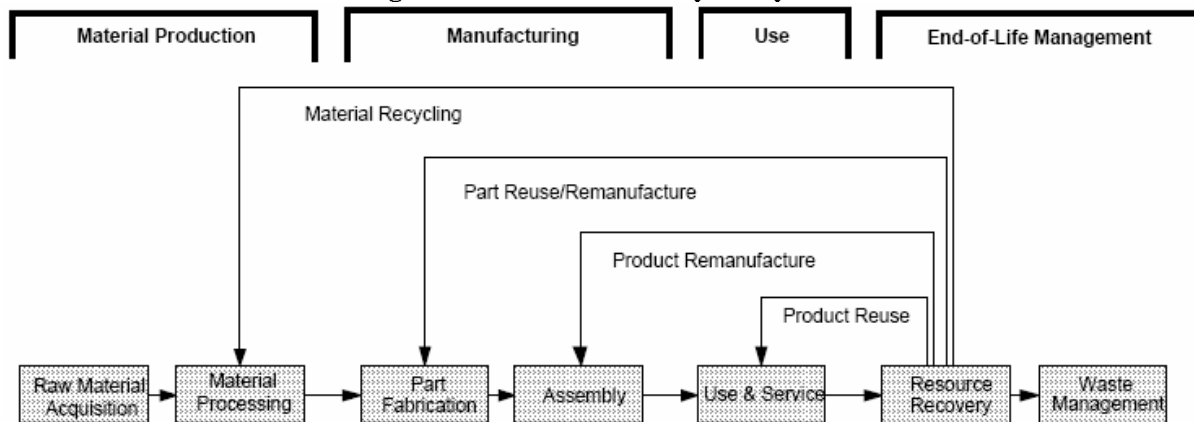 Material Production
Manufacturing
Use
End-of-Life Management
Material Recycling
Part Reuse/Remanufacture
Product Remanufacture
Product Reuse
Raw Material
Acquisition
Material
Processing
Part
Fabrication
Assembly
Use & Service
Resource
Recovery
Waste
Management